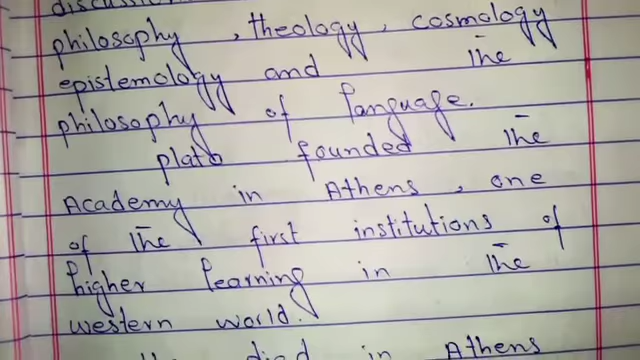 discussion
philosophy , theology, cosmology
epistemology and the
philosophy of language.
plato founded the
Academy in Athens, one
of the first institutions of
higher learning in the
western world.
died in Athens